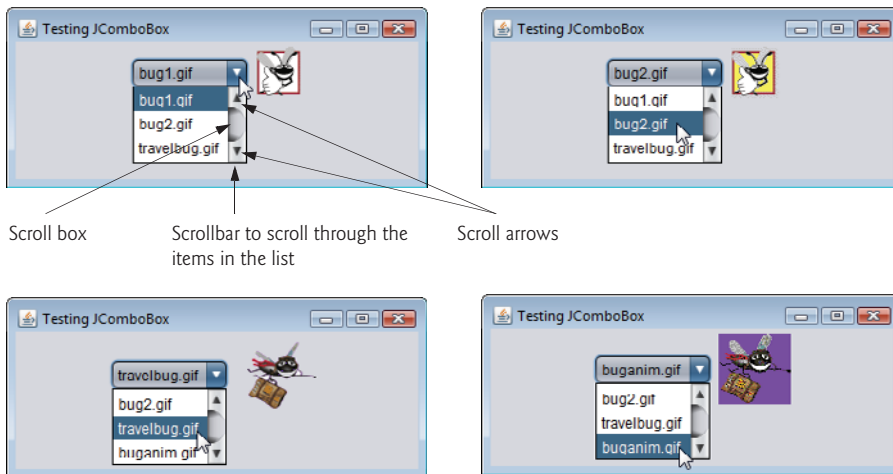 Testing JComboBox
bug1.gif
bug1.gif
bug2.gif
travelbug.gif
Testing JComboBox
bug2.gif
bug1.gif
bug2.gif
travelbug.gif
Scroll box
Scrollbar to scroll through the
items in the list
Scroll arrows
Testing JComboBox
travelbug.gif
bug2.gif
travelbug.gif
buganim.gif
Testing JComboBox
buganim.gif
bug2.gif
travelbug.gif
buganim.gif